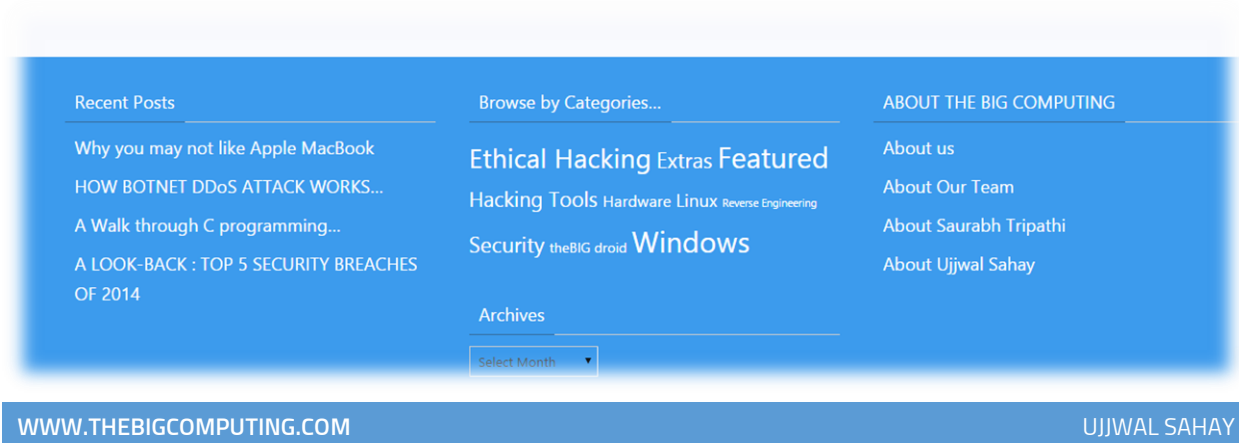 Recent Posts
Why you may not like Apple MacBook
HOW BOTNET DDoS ATTACK WORKS...
A Walk through C programming...
A LOOK-BACK : TOP 5 SECURITY BREACHES
OF 2014
Browse by Categories...
Ethical Hacking Extras Featured
Hacking Tools Hardware Linux Reverse Engineering
Security theBIG droid Windows
Archives
Select Month
ABOUT THE BIG COMPUTING
About us
About Our Team
About Saurabh Tripathi
About Ujjwal Sahay
WWW.THEBIGCOMPUTING.COM
UJJWAL SAHAY